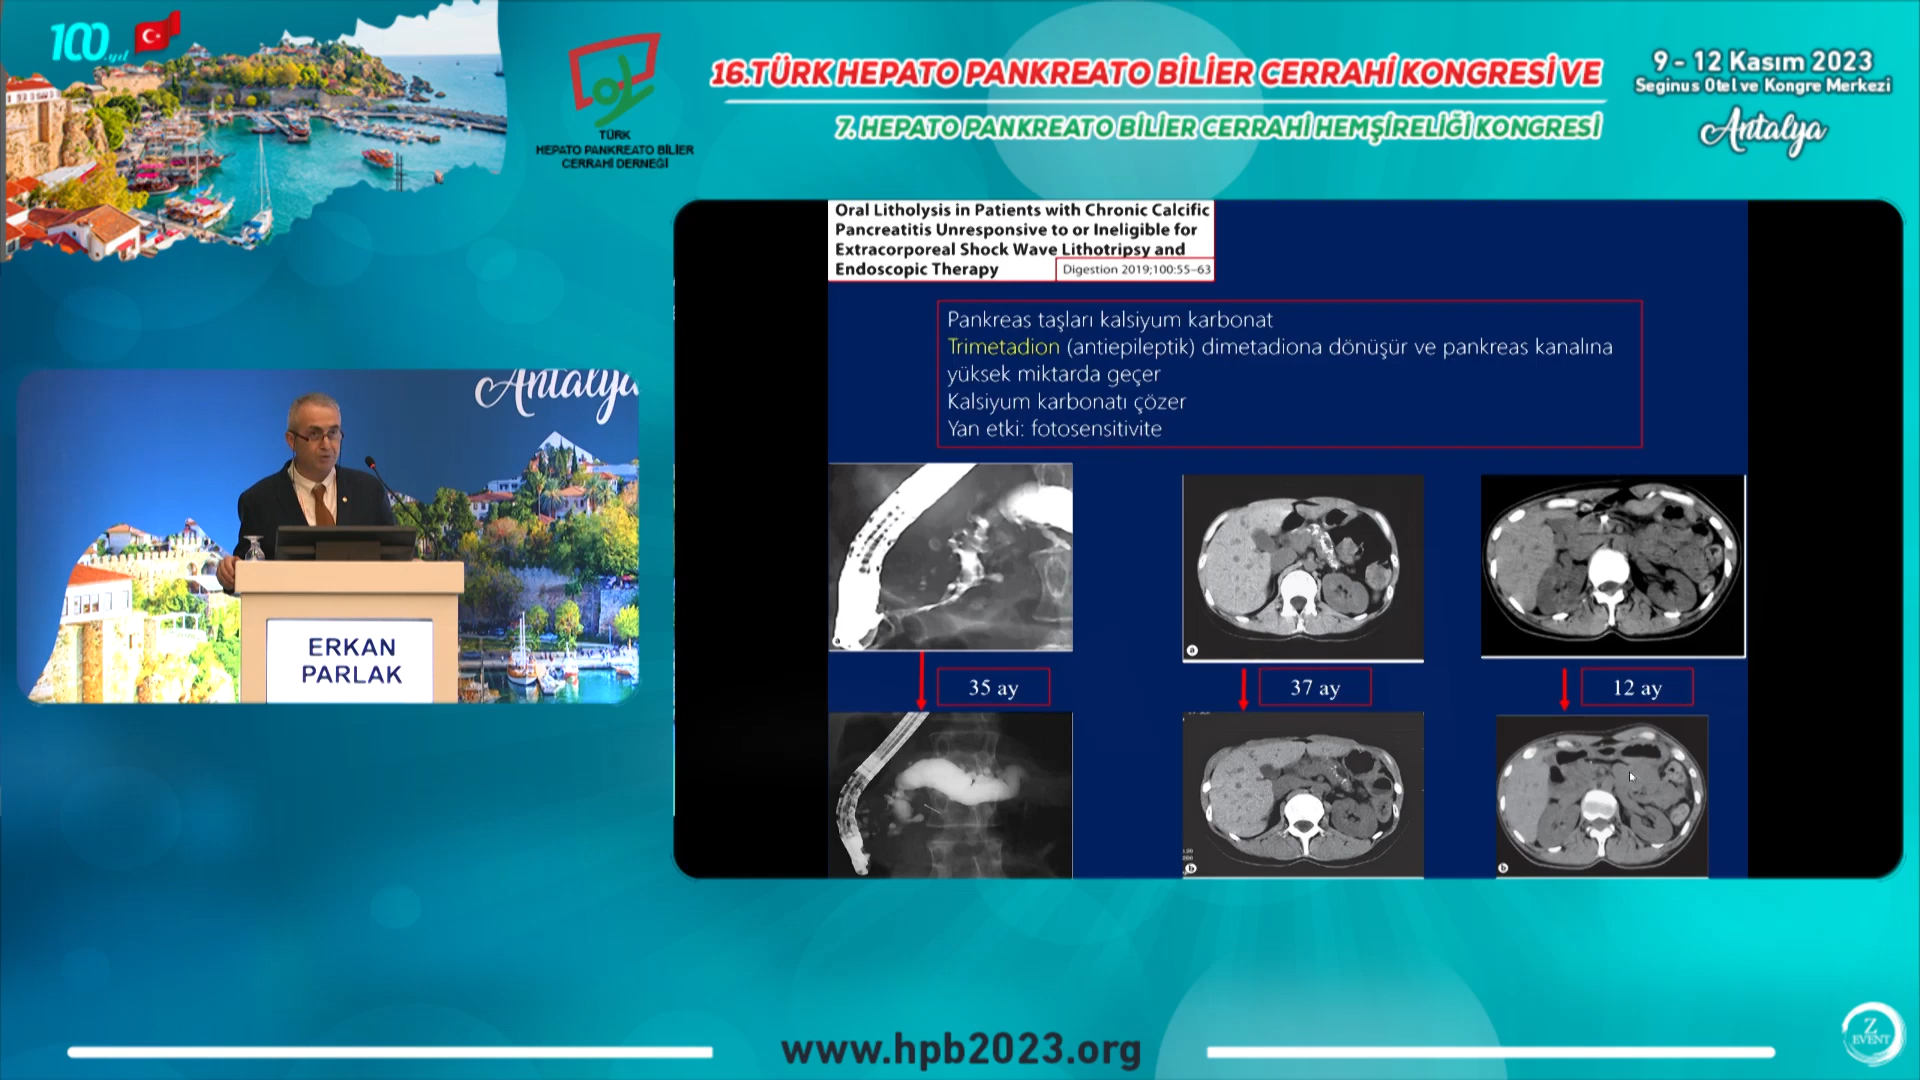 100.yıl
TÜRK
HEPATO PANKREATO BİLİER
CERRAHİ DERNEĞİ
16.TÜRK HEPATO PANKREATO BİLİER CERRAHİ KONGRESİ VE
7. HEPATO PANKREATO BİLİER CERRAHİ HEMŞİRELİĞİ KONGRESİ
9 - 12 Kasım 2023
Seginus Otel ve Kongre Merkezi
Antalya
Antalya
ERKAN
PARLAK
Oral Litholysis in Patients with Chronic Calcific
Pancreatitis Unresponsive to or Ineligible for
Extracorporeal Shock Wave Lithotripsy and
Endoscopic Therapy
Digestion 2019;100:55–63
Pankreas taşları kalsiyum karbonat
Trimetadion (antiepileptik) dimetadiona dönüşür ve pankreas kanalına
yüksek miktarda geçer
Kalsiyum karbonatı çözer
Yan etki: fotosensitivite
a
a
35 ay
37 ay
12 ay
b
b
www.hpb2023.org
Z
EVENT